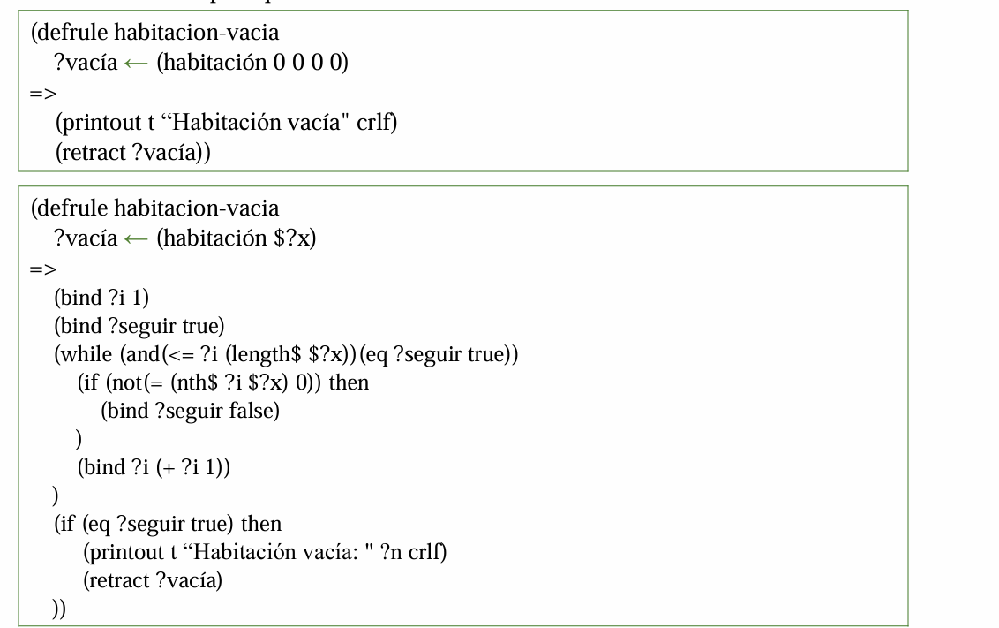 (defrule habitacion-vacia
?vacía ← (habitación 0 0 0 0)
=>
(printout t “Habitación vacía" crlf)
(retract ?vacía))
(defrule habitacion-vacia
?vacía ← (habitación $?x)
=>
(bind ?i 1)
(bind ?seguir true)
(while (and(<= ?i (length$ $?x))(eq ?seguir true))
(if (not(= (nth$ ?i $?x) 0)) then
(bind ?seguir false)
)
(bind ?i (+ ?i 1))
)
(if (eq ?seguir true) then
(printout t “Habitación vacía: " ?n crlf)
(retract ?vacía)
))